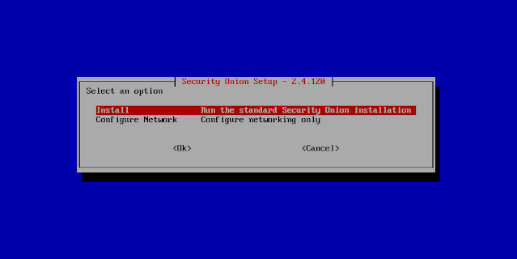 Security Union Setup - 2.4.120
Select an option
Install Run the standard Security Union installation
Configure Network Configure networking only
<Ok> <Cancel>